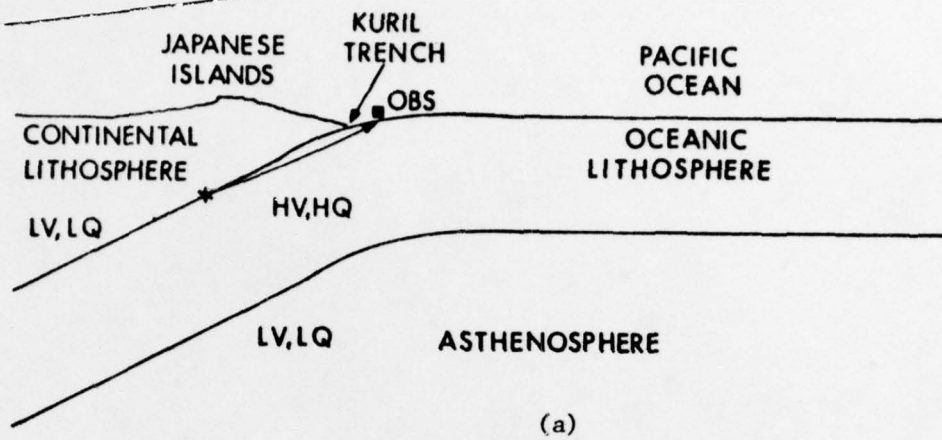 KURIL
TRENCH
JAPANESE
ISLANDS
PACIFIC
OCEAN
OBS
CONTINENTAL
LITHOSPHERE
OCEANIC
LITHOSPHERE
HV,HQ
LV,LQ
LV,LQ
ASTHENOSPHERE
(a)